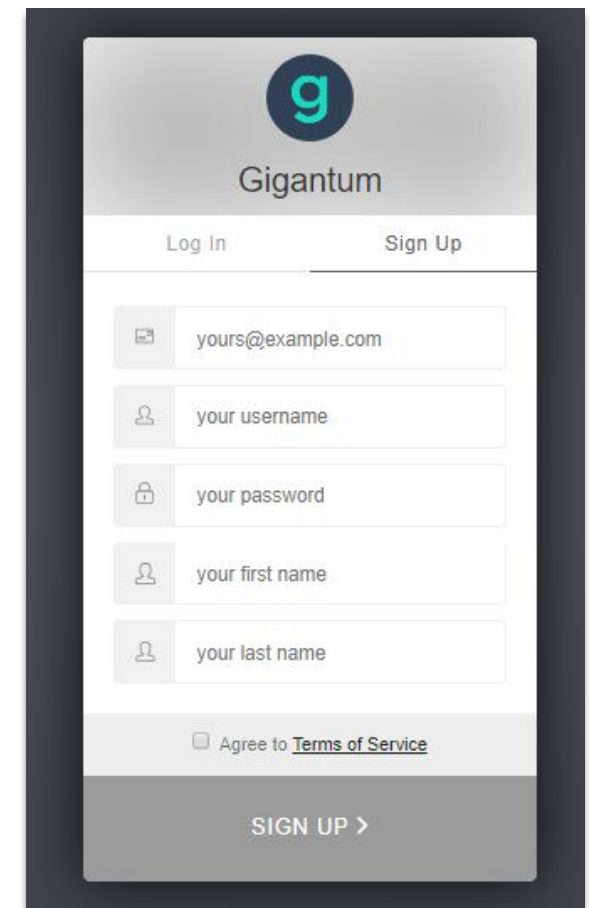 g
Gigantum
Log In Sign Up
yours@example.com
your username
your password
your first name
your last name
Agree to Terms of Service
SIGN UP >